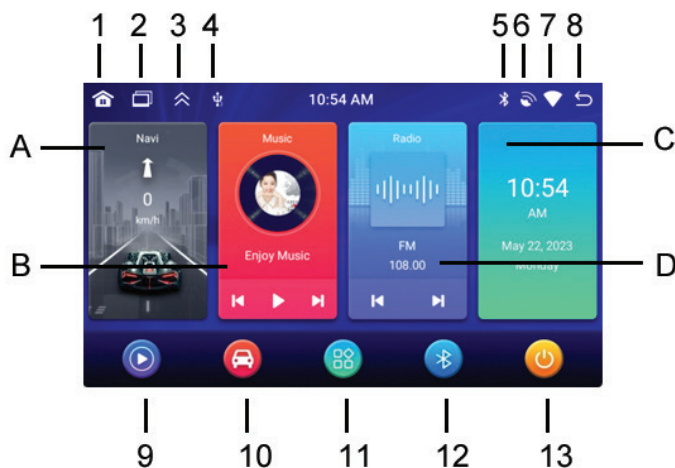 1 2 3 4 5 6 7 8
10:54 AM
A
Navi
0
km/h
B
Music
Enjoy Music
Radio
FM
108.00
C
10:54
AM
May 22, 2023
Monday
D
9 10 11 12 13